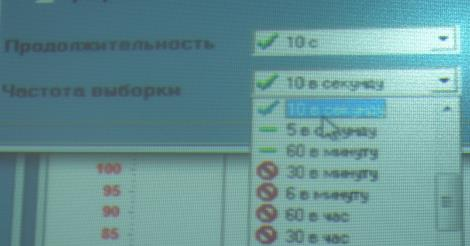 Продолжительность
10 с
Частота выборки
10 в секунду
10 в секунду
5 в секунду
60 в минуту
30 в минуту
6 в минуту
60 в час
30 в час
100
95
90
85